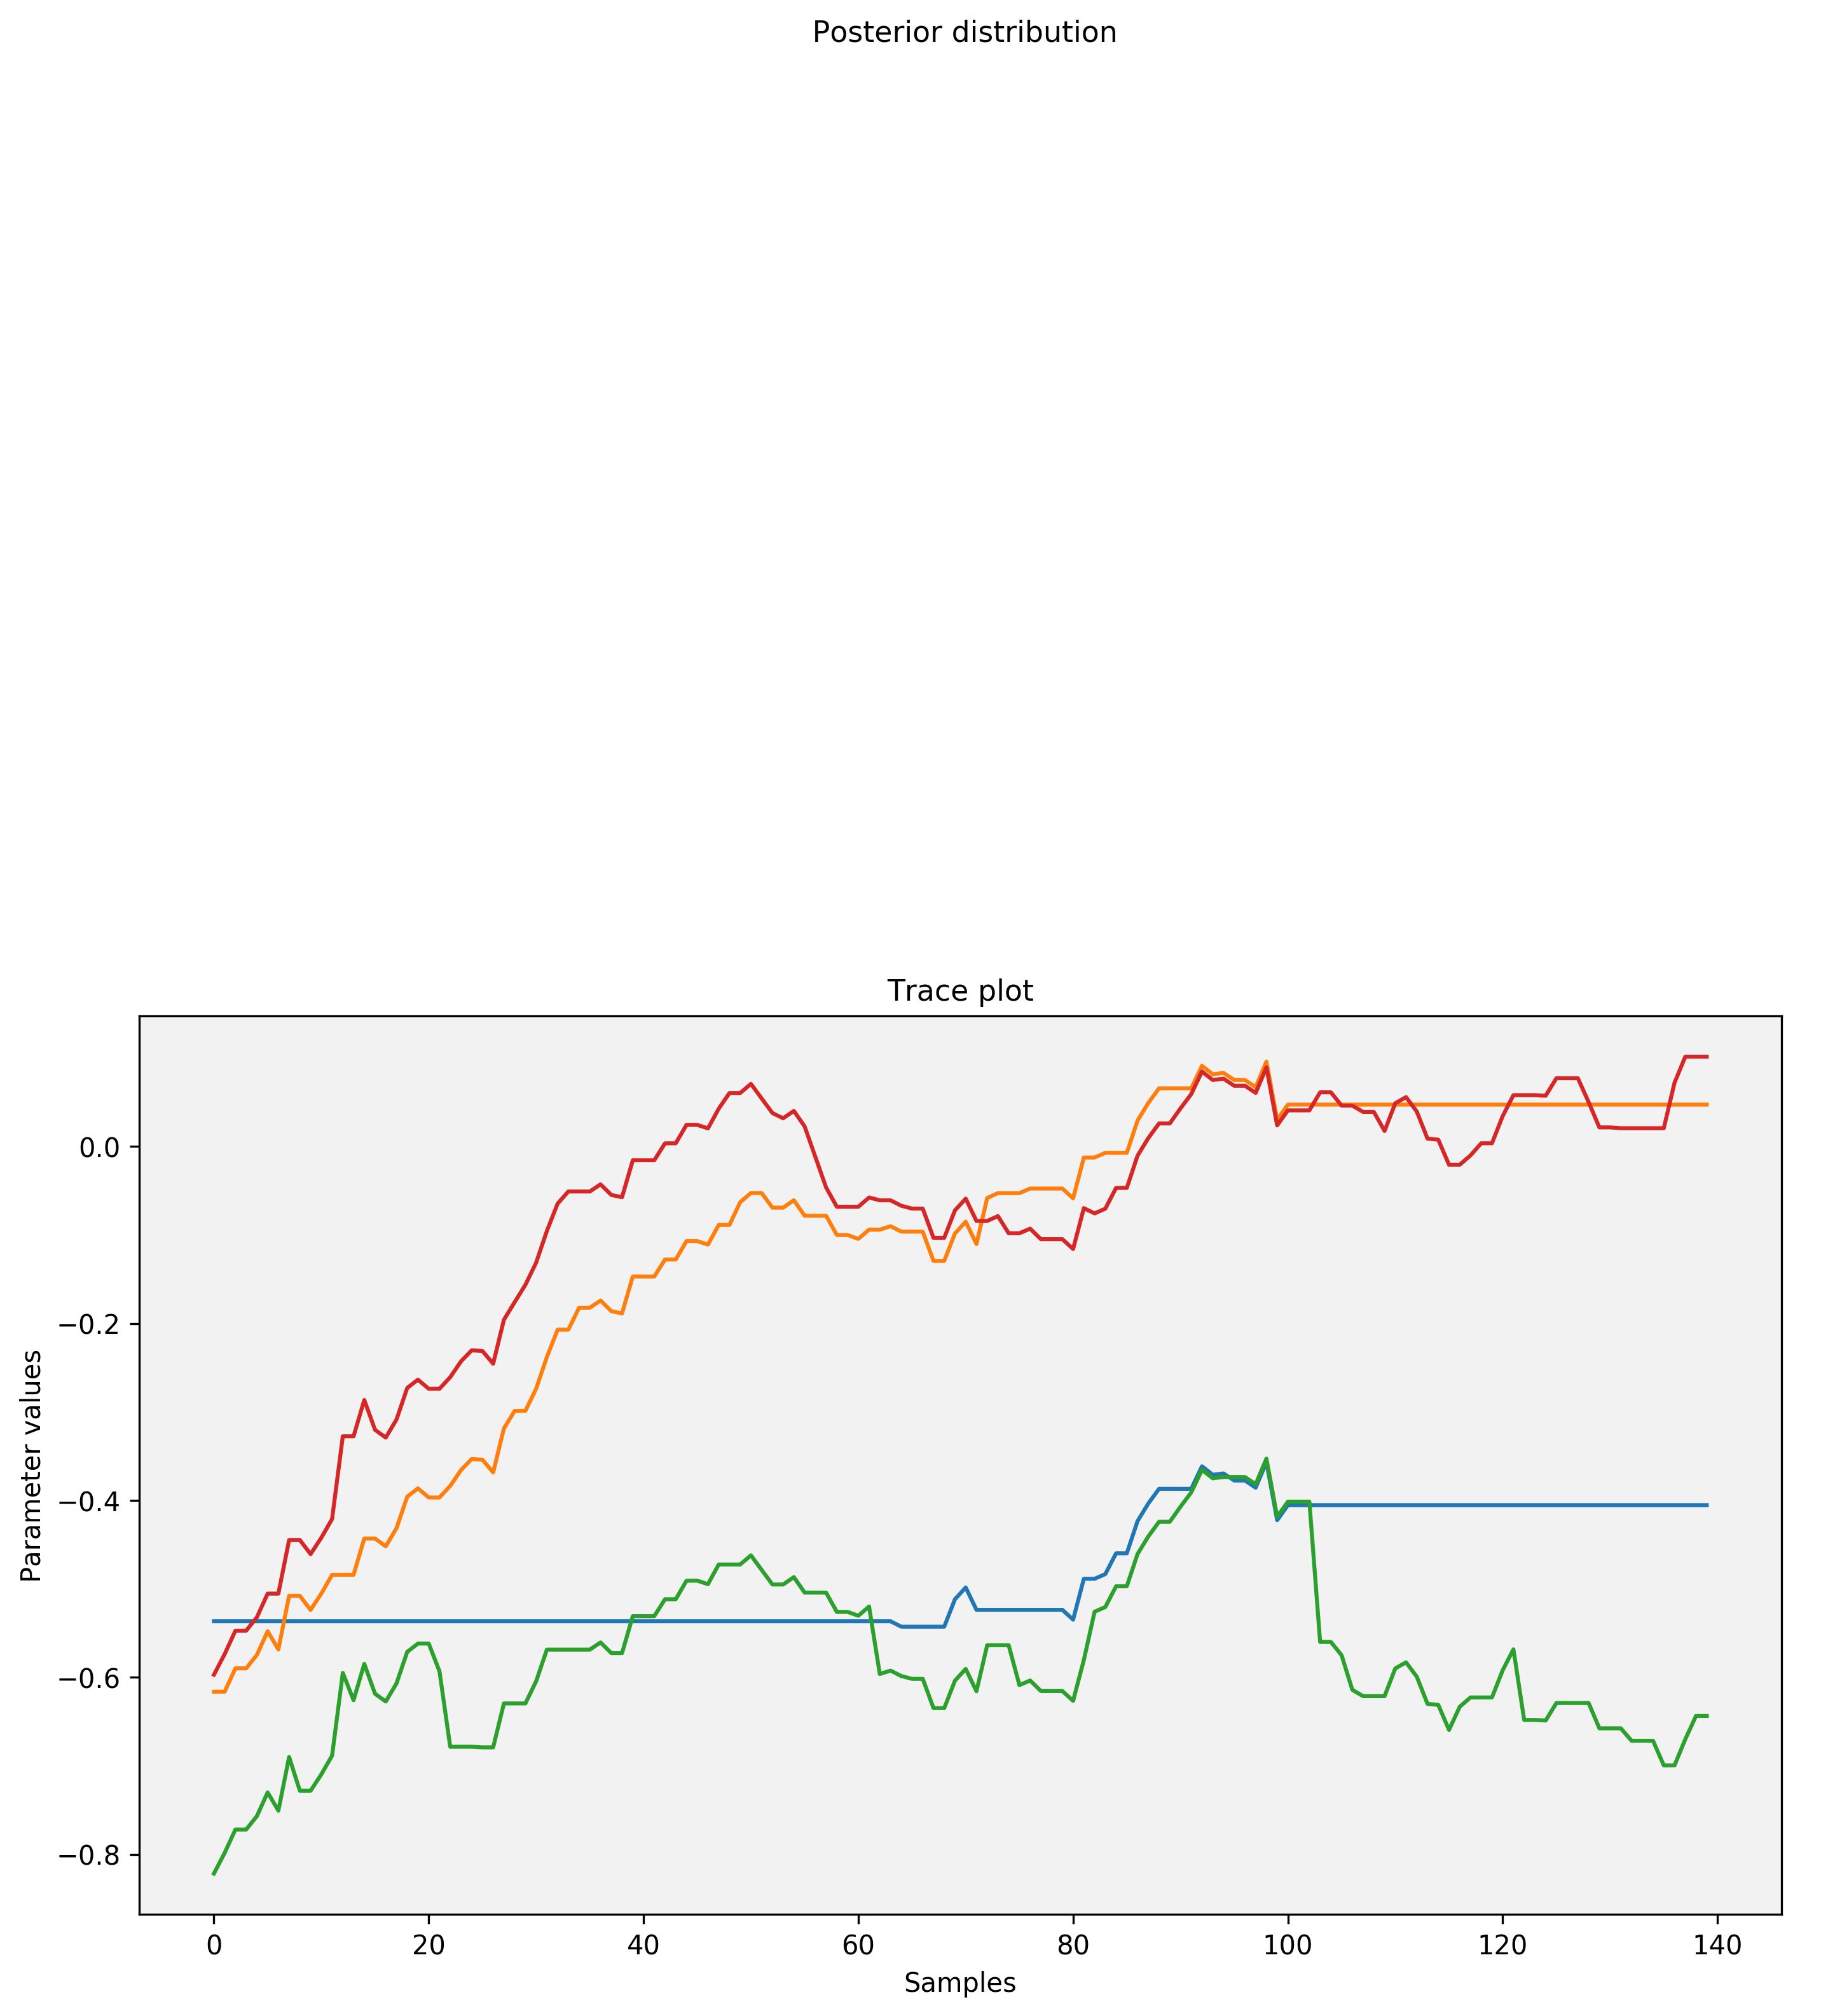 Posterior distribution
Trace plot
Parameter values
0.0
−0.2
−0.4
−0.6
−0.8
0 20 40 60 80 100 120 140
Samples